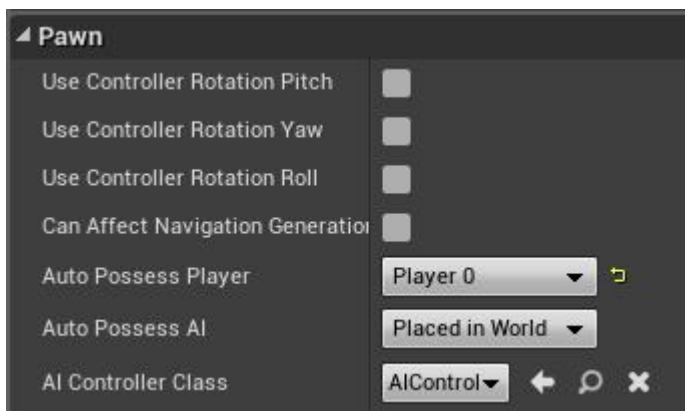 Pawn
Use Controller Rotation Pitch
Use Controller Rotation Yaw
Use Controller Rotation Roll
Can Affect Navigation Generation
Auto Possess Player Player 0
Auto Possess AI Placed in World
AI Controller Class AIControl